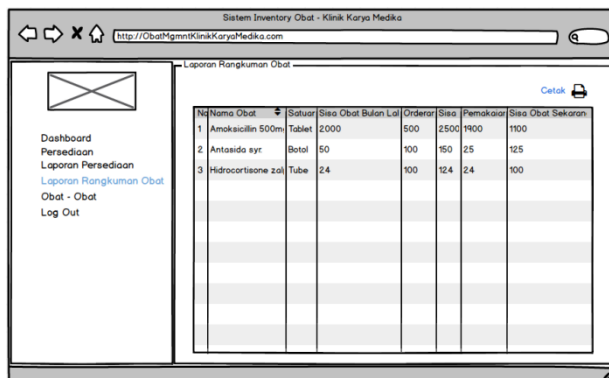 Sistem Inventory Obat - Klinik Karya Medika
http://ObatMgmntKlinikKaryaMedika.com
Laporan Rangkuman Obat
Cetak
Dashboard
Persediaan
Laporan Persediaan
Laporan Rangkuman Obat
Obat - Obat
Log Out
No Nama Obat Satuan Sisa Obat Bulan Lal Orderan Sisa Pemakaian Sisa Obat Sekaran
1 Amoksicillin 500m Tablet 2000 500 2500 1900 1100
2 Antasida syr. Botol 50 100 150 25 125
3 Hidrocortisone zal Tube 24 100 124 24 100